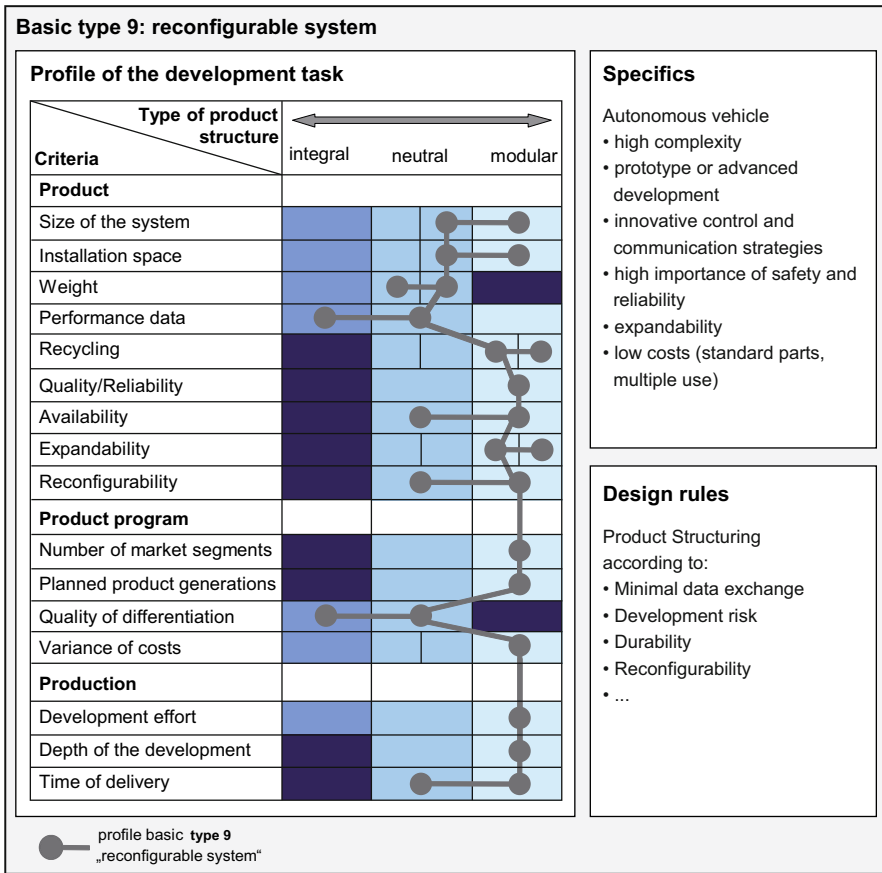 Basic type 9: reconfigurable system
Profile of the development task
Type of product
structure
Criteria
integral
neutral
modular
Product
Size of the system
Installation space
Weight
Performance data
Recycling
Quality/Reliability
Availability
Expandability
Reconfigurability
Product program
Number of market segments
Planned product generations
Quality of differentiation
Variance of costs
Production
Development effort
Depth of the development
Time of delivery
profile basic type 9
„reconfigurable system“
Specifics
Autonomous vehicle
• high complexity
• prototype or advanced
development
• innovative control and
communication strategies
• high importance of safety and
reliability
• expandability
• low costs (standard parts,
multiple use)
Design rules
Product Structuring
according to:
• Minimal data exchange
• Development risk
• Durability
• Reconfigurability
• ...